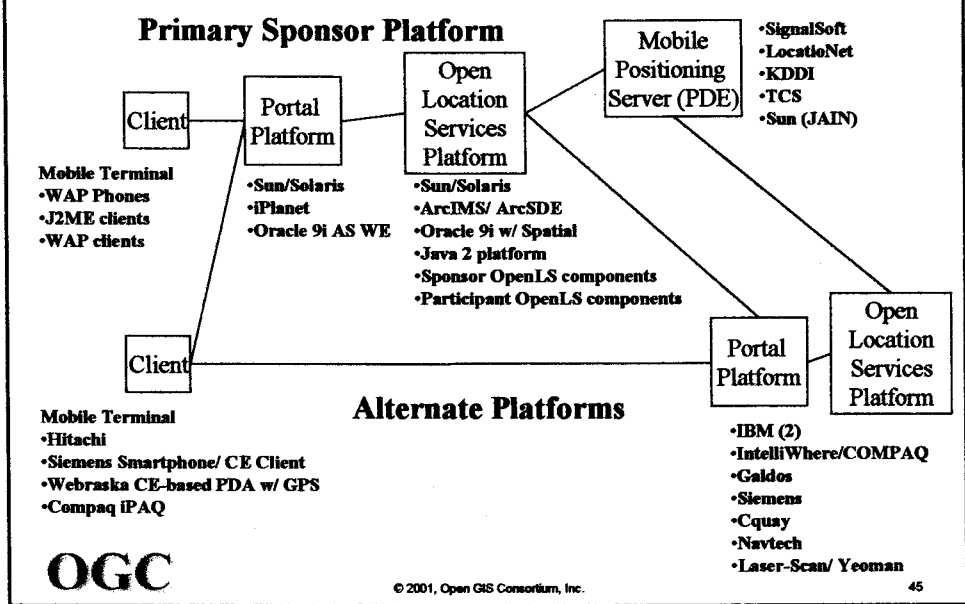 Primary Sponsor Platform
Client
Mobile Terminal
•WAP Phones
•J2ME clients
•WAP clients
Portal
Platform
•Sun/Solaris
•iPlanet
•Oracle 9i AS WE
Open
Location
Services
Platform
•Sun/Solaris
•ArcIMS/ ArcSDE
•Oracle 9i w/ Spatial
•Java 2 platform
•Sponsor OpenLS components
•Participant OpenLS components
Mobile
Positioning
Server (PDE)
•SignalSoft
•LocatioNet
•KDDI
•TCS
•Sun (JAIN)
Client
Mobile Terminal
•Hitachi
•Siemens Smartphone/ CE Client
•Webraska CE-based PDA w/ GPS
•Compaq iPAQ
Alternate Platforms
Portal
Platform
•IBM (2)
•IntelliWhere/COMPAQ
•Galdos
•Siemens
•Cquay
•Navtech
•Laser-Scan/ Yeoman
Open
Location
Services
Platform
OGC
© 2001, Open GIS Consortium, Inc.
45